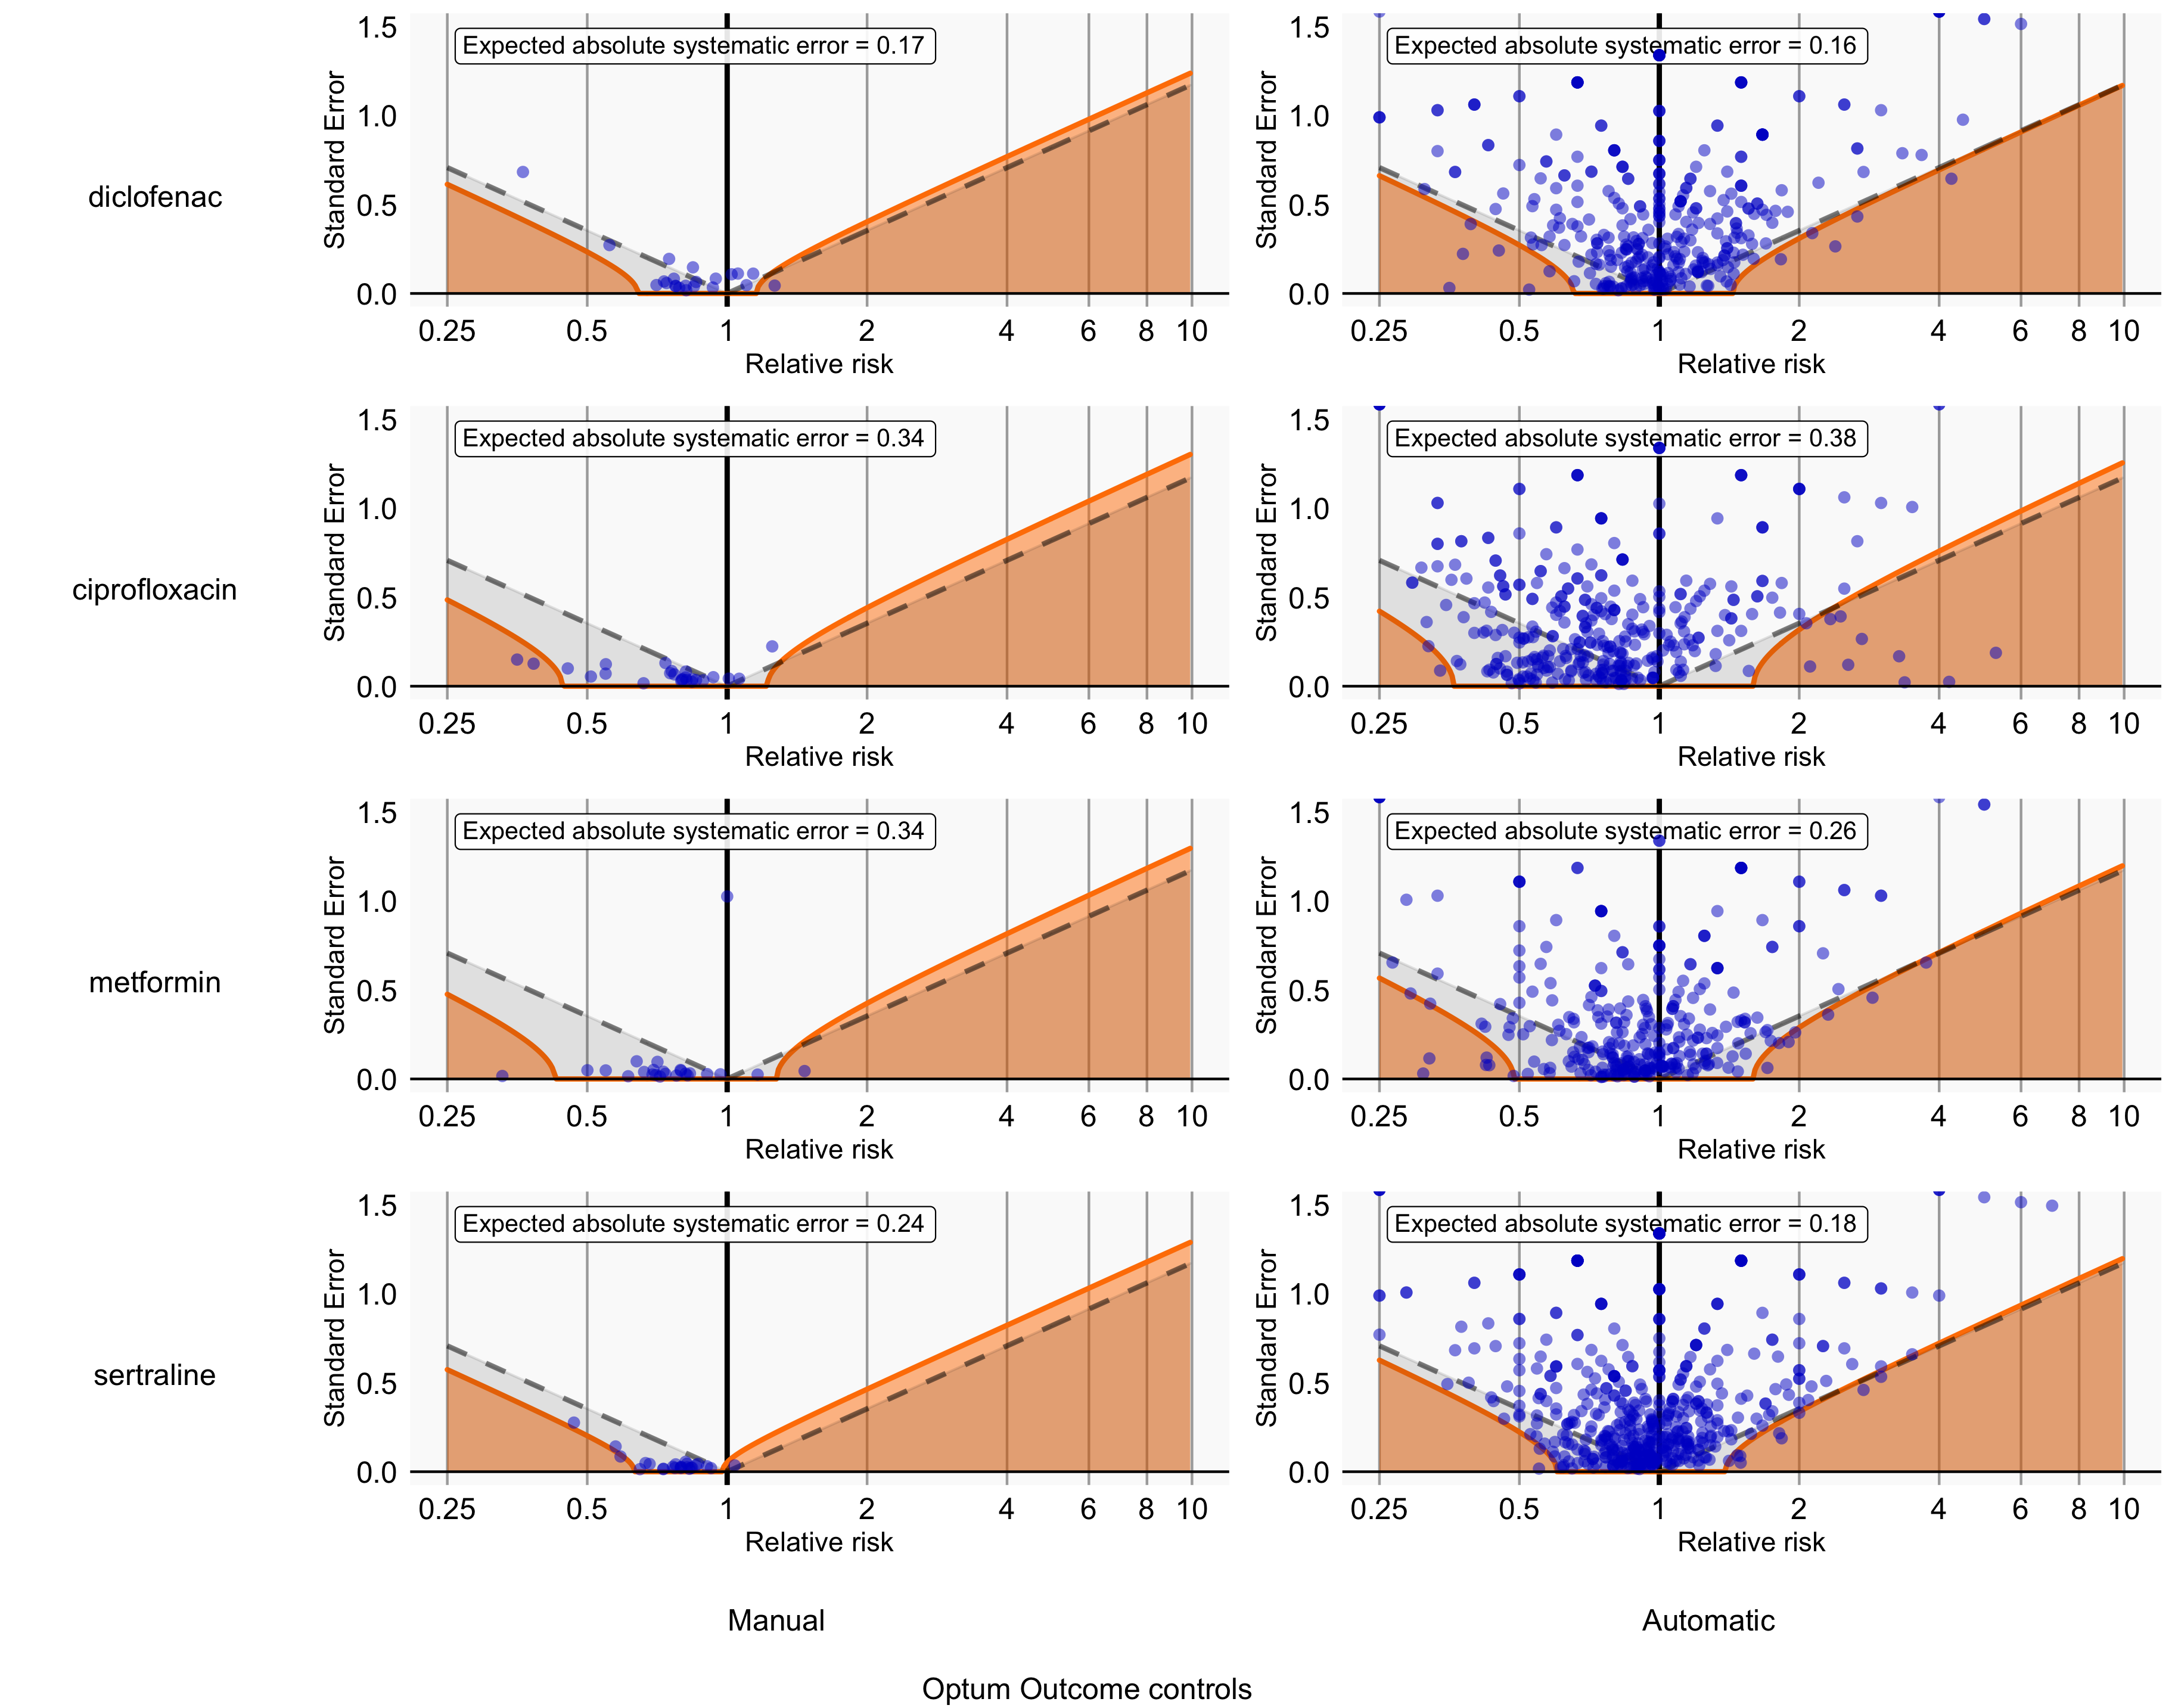 diclofenac
Standard Error
1.5
1.0
0.5
0.0
Expected absolute systematic error = 0.17
0.25 0.5 1 2 4 6 8 10
Relative risk
Standard Error
1.5
1.0
0.5
0.0
Expected absolute systematic error = 0.16
0.25 0.5 1 2 4 6 8 10
Relative risk
ciprofloxacin
Standard Error
1.5
1.0
0.5
0.0
Expected absolute systematic error = 0.34
0.25 0.5 1 2 4 6 8 10
Relative risk
Standard Error
1.5
1.0
0.5
0.0
Expected absolute systematic error = 0.38
0.25 0.5 1 2 4 6 8 10
Relative risk
metformin
Standard Error
1.5
1.0
0.5
0.0
Expected absolute systematic error = 0.34
0.25 0.5 1 2 4 6 8 10
Relative risk
Standard Error
1.5
1.0
0.5
0.0
Expected absolute systematic error = 0.26
0.25 0.5 1 2 4 6 8 10
Relative risk
sertraline
Standard Error
1.5
1.0
0.5
0.0
Expected absolute systematic error = 0.24
0.25 0.5 1 2 4 6 8 10
Relative risk
Standard Error
1.5
1.0
0.5
0.0
Expected absolute systematic error = 0.18
0.25 0.5 1 2 4 6 8 10
Relative risk
Manual
Automatic
Optum Outcome controls